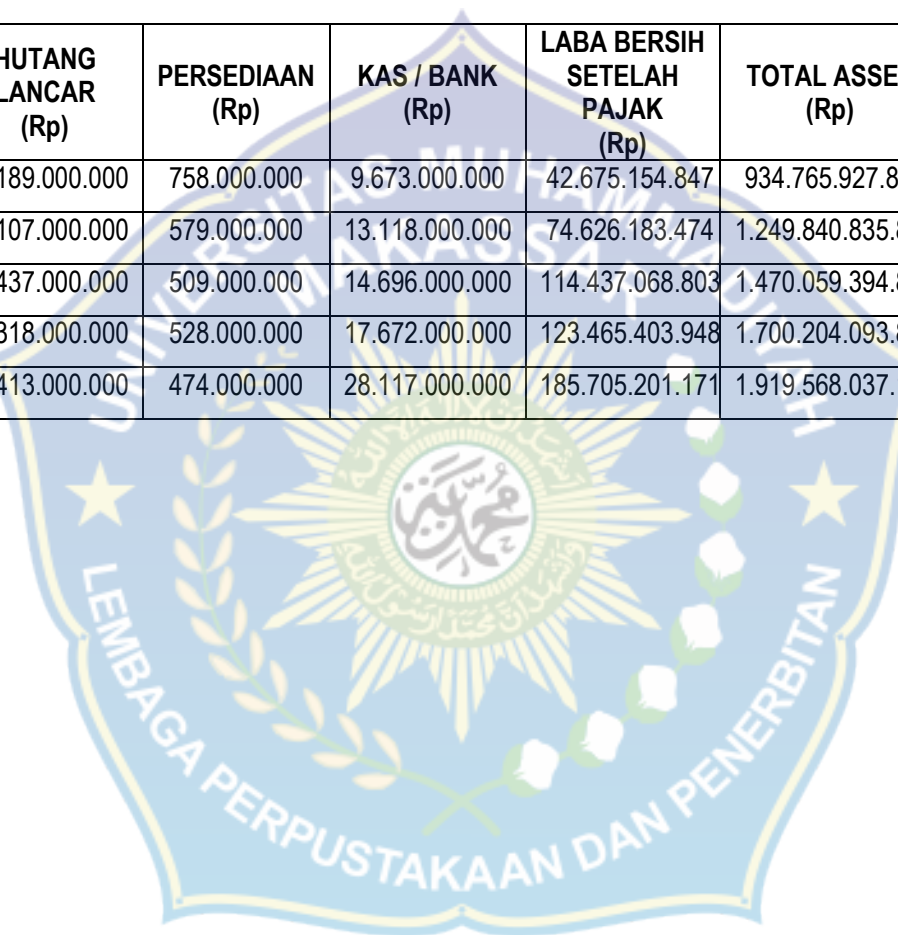 HUTANG LANCAR (Rp) PERSEDIAAN (Rp) KAS / BANK (Rp) LABA BERSIH SETELAH PAJAK (Rp) TOTAL ASSE (Rp)
189.000.000 758.000.000 9.673.000.000 42.675.154.847 934.765.927.8
107.000.000 579.000.000 13.118.000.000 74.626.183.474 1.249.840.835.8
437.000.000 509.000.000 14.696.000.000 114.437.068.803 1.470.059.394.8
318.000.000 528.000.000 17.672.000.000 123.465.403.948 1.700.204.093.8
413.000.000 474.000.000 28.117.000.000 185.705.201.171 1.919.568.037.
UNIVERSITAS MUHAMMADIYAH
MAKASSAR
LEMBAGA PERPUSTAKAAN DAN PENERBITAN